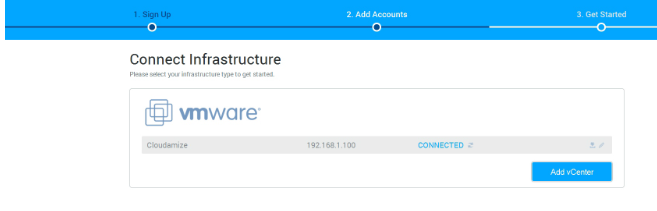 1. Sign Up 2. Add Accounts 3. Get Started
Connect Infrastructure
Please select your infrastructure type to get started.
vmware
Cloudamize 192.168.1.100 CONNECTED
Add vCenter